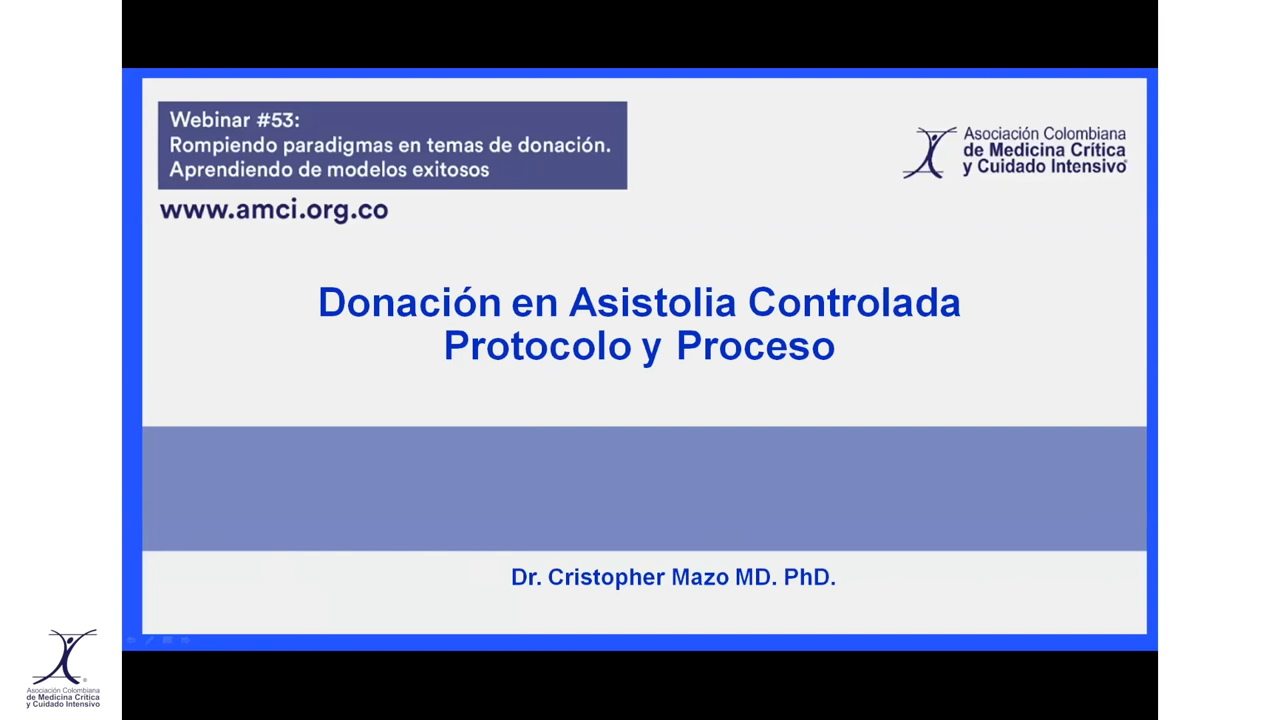 Webinar #53:
Rompiendo paradigmas en temas de donación.
Aprendiendo de modelos exitosos
www.amci.org.co
Asociación Colombiana
de Medicina Crítica
y Cuidado Intensivo®
Donación en Asistolia Controlada
Protocolo y Proceso
Dr. Cristopher Mazo MD. PhD.
®
Asociación Colombiana
de Medicina Crítica
y Cuidado Intensivo